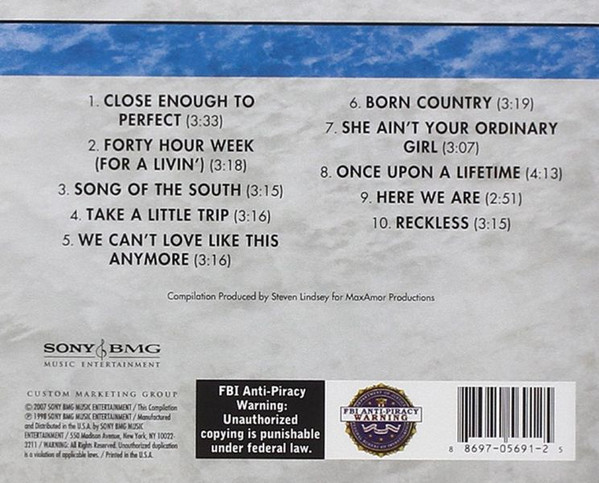 1. CLOSE ENOUGH TO
PERFECT (3:33)
2. FORTY HOUR WEEK
(FOR A LIVIN') (3:18)
3. SONG OF THE SOUTH (3:15)
4. TAKE A LITTLE TRIP (3:16)
5. WE CAN'T LOVE LIKE THIS
ANYMORE (3:16)
6. BORN COUNTRY (3:19)
7. SHE AIN'T YOUR ORDINARY
GIRL (3:07)
8. ONCE UPON A LIFETIME (4:13)
9. HERE WE ARE (2:51)
10. RECKLESS (3:15)
Compilation Produced by Steven Lindsey for MaxAmor Productions
SONY BMG
MUSIC ENTERTAINMENT
CUSTOM MARKETING GROUP
© 2007 SONY BMG MUSIC ENTERTAINMENT / This Compilation
℗ 1998 SONY BMG MUSIC ENTERTAINMENT / Manufactured
and Distributed in the U.S.A. by SONY BMG MUSIC
ENTERTAINMENT / 550 Madison Avenue, New York, NY 10022-
3211 / WARNING: All Rights Reserved. Unauthorized duplication
is a violation of applicable laws. / Printed in the U.S.A.
FBI Anti-Piracy
Warning:
Unauthorized
copying is punishable
under federal law.
FBI ANTI-PIRACY
WARNING
8 8697-05691-2 5